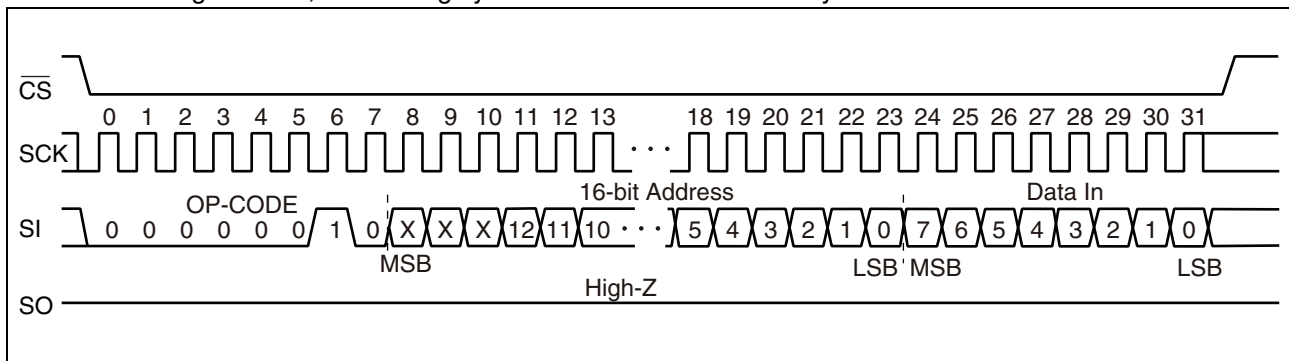 CS
0 1 2 3 4 5 6 7 8 9 10 11 12 13 18 19 20 21 22 23 24 25 26 27 28 29 30 31
SCK ···
OP-CODE 16-bit Address Data In
SI 0 0 0 0 0 0 1 0 X X X 12 11 10 ··· 5 4 3 2 1 0 7 6 5 4 3 2 1 0
MSB LSB MSB LSB
High-Z
SO